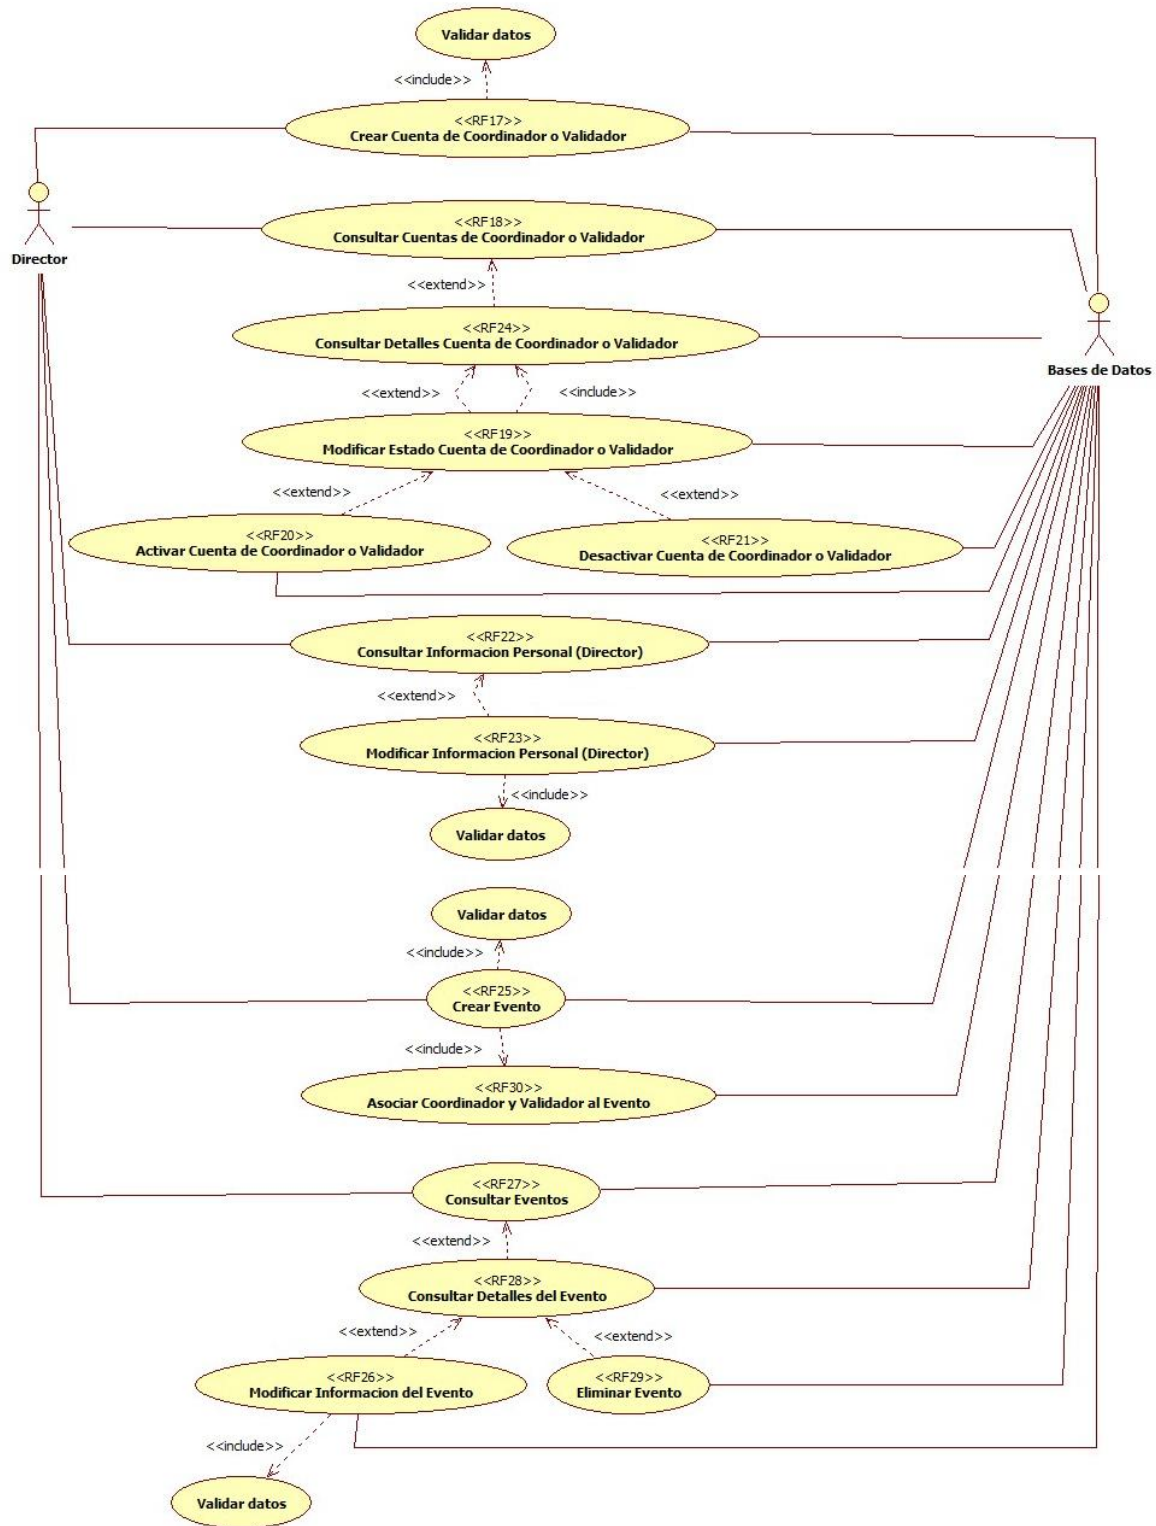 Validar datos
<<include>>
<<RF17>>
Crear Cuenta de Coordinador o Validador
<<RF18>>
Consultar Cuentas de Coordinador o Validador
Director
<<extend>>
<<RF24>>
Consultar Detalles Cuenta de Coordinador o Validador
Bases de Datos
<<extend>>
<<include>>
<<RF19>>
Modificar Estado Cuenta de Coordinador o Validador
<<extend>>
<<extend>>
<<RF20>>
Activar Cuenta de Coordinador o Validador
<<RF21>>
Desactivar Cuenta de Coordinador o Validador
<<RF22>>
Consultar Informacion Personal (Director)
<<extend>>
<<RF23>>
Modificar Informacion Personal (Director)
<<include>>
Validar datos
Validar datos
<<include>>
<<RF25>>
Crear Evento
<<include>>
<<RF30>>
Asociar Coordinador y Validador al Evento
<<RF27>>
Consultar Eventos
<<extend>>
<<RF28>>
Consultar Detalles del Evento
<<extend>>
<<extend>>
<<RF26>>
Modificar Informacion del Evento
<<RF29>>
Eliminar Evento
<<include>>
Validar datos